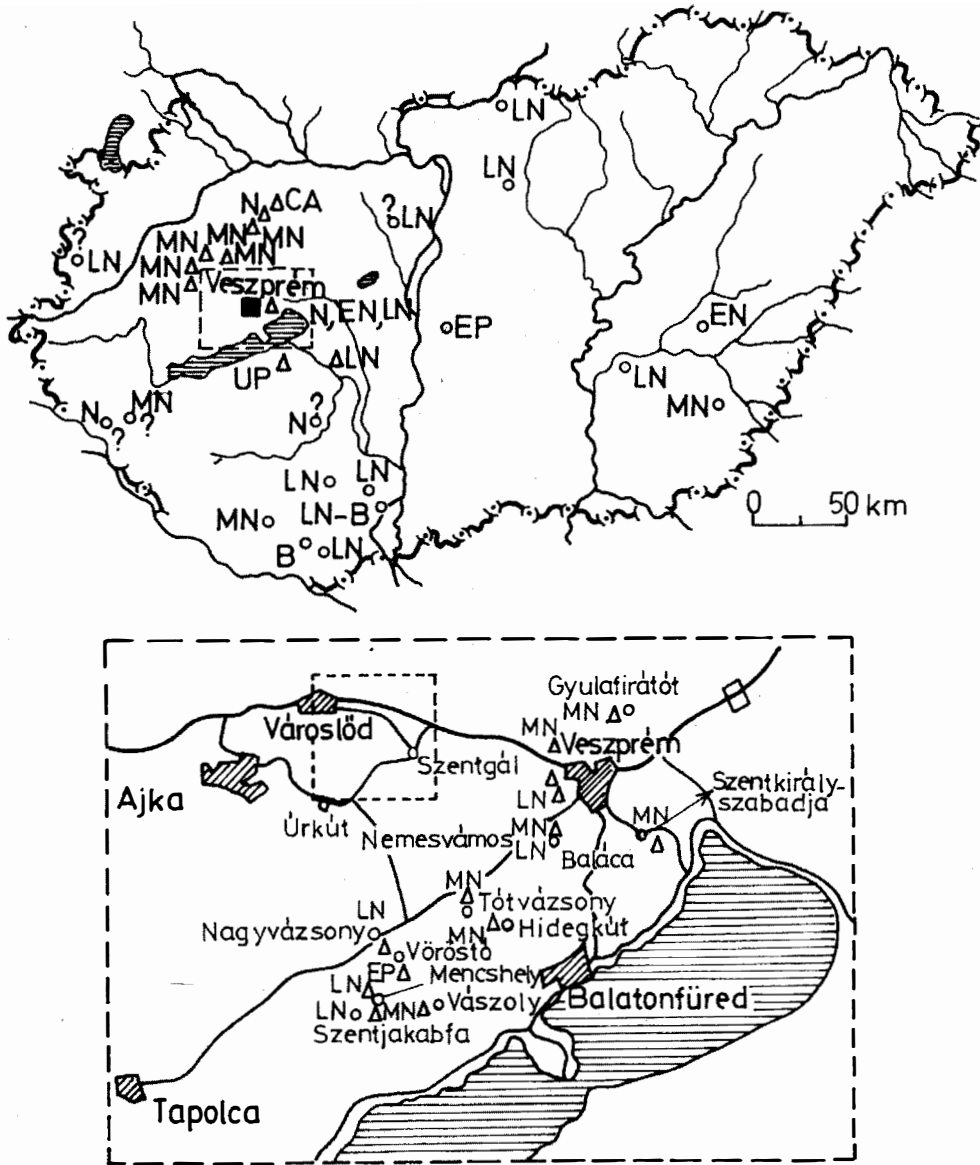 LN
LN
N CA
? LN
MN MN MN
MN MN
? LN
MN
Veszprém
N, EN, LN
EP
EN
UP
LN
LN
MN
N ? MN ?
N ?
LN
LN
MN
LN-B
B
LN
0 50 km
Gyulafirátót
MN
MN
Veszprém
Városlőd
Szentgál
Szentkirály-
szabadja
Ajka
LN
MN
Úrkút
Nemesvámos
MN
LN
Baláca
MN
LN
Tótvázsony
Nagyvázsony
MN
Hidegkút
Vöröstó
EP
Mencshely
LN
LN
MN
Vászoly
Balatonfüred
Szentjakabfa
Tapolca